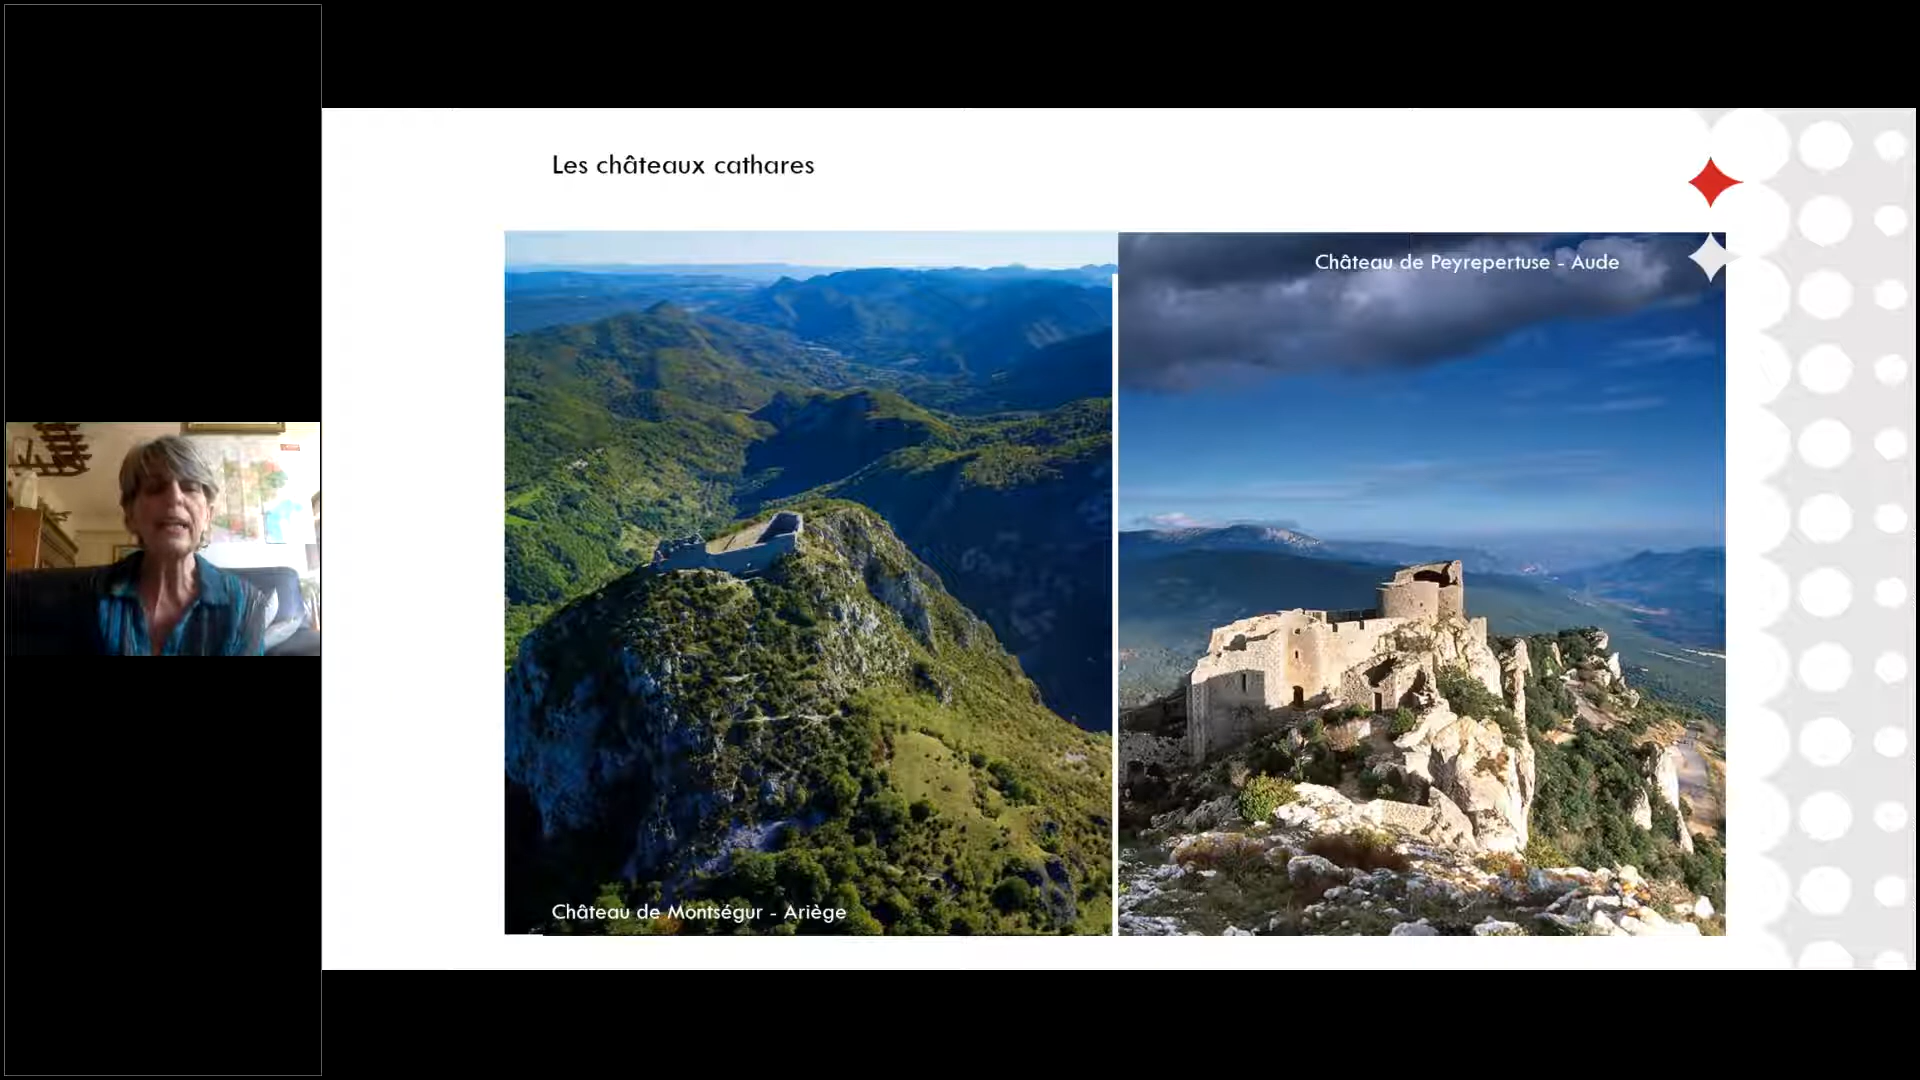 Les châteaux cathares
Château de Peyrepertuse - Aude
Château de Montségur - Ariège